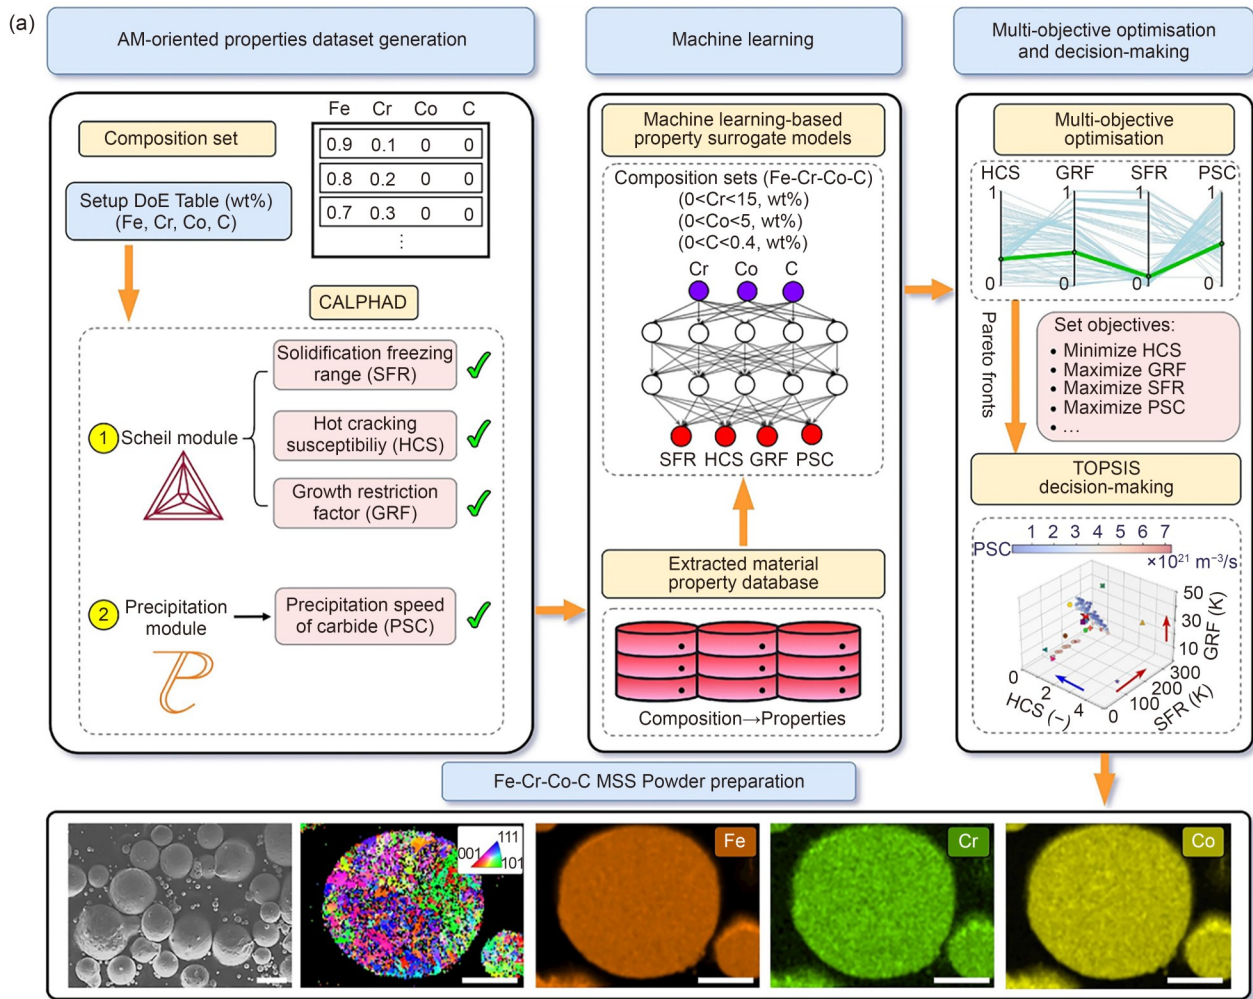 (a)
AM-oriented properties dataset generation
Machine learning
Multi-objective optimisation
and decision-making
Composition set
Fe Cr Co C
0.9 0.1 0 0
0.8 0.2 0 0
0.7 0.3 0 0
⋮
Setup DoE Table (wt%)
(Fe, Cr, Co, C)
CALPHAD
1 Scheil module
Solidification freezing
range (SFR)
Hot cracking
susceptibiliy (HCS)
Growth restriction
factor (GRF)
2 Precipitation
module
Precipitation speed
of carbide (PSC)
Machine learning-based
property surrogate models
Composition sets (Fe-Cr-Co-C)
(0<Cr<15, wt%)
(0<Co<5, wt%)
(0<C<0.4, wt%)
Cr Co C
SFR HCS GRF PSC
Extracted material
property database
Composition→Properties
Multi-objective
optimisation
HCS GRF SFR PSC
1 1 1 1
0 0 0 0
Pareto fronts
Set objectives:
• Minimize HCS
• Maximize GRF
• Maximize SFR
• Maximize PSC
• ...
TOPSIS
decision-making
1 2 3 4 5 6 7
PSC
×10²¹ m⁻³/s
50
30
10
GRF (K)
300
200
100
0
SFR (K)
0
2
4
HCS (−)
Fe-Cr-Co-C MSS Powder preparation
111
001
101
Fe
Cr
Co